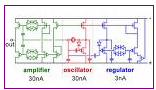 out
amplifier oscillator regulator
30nA 30nA 3nA